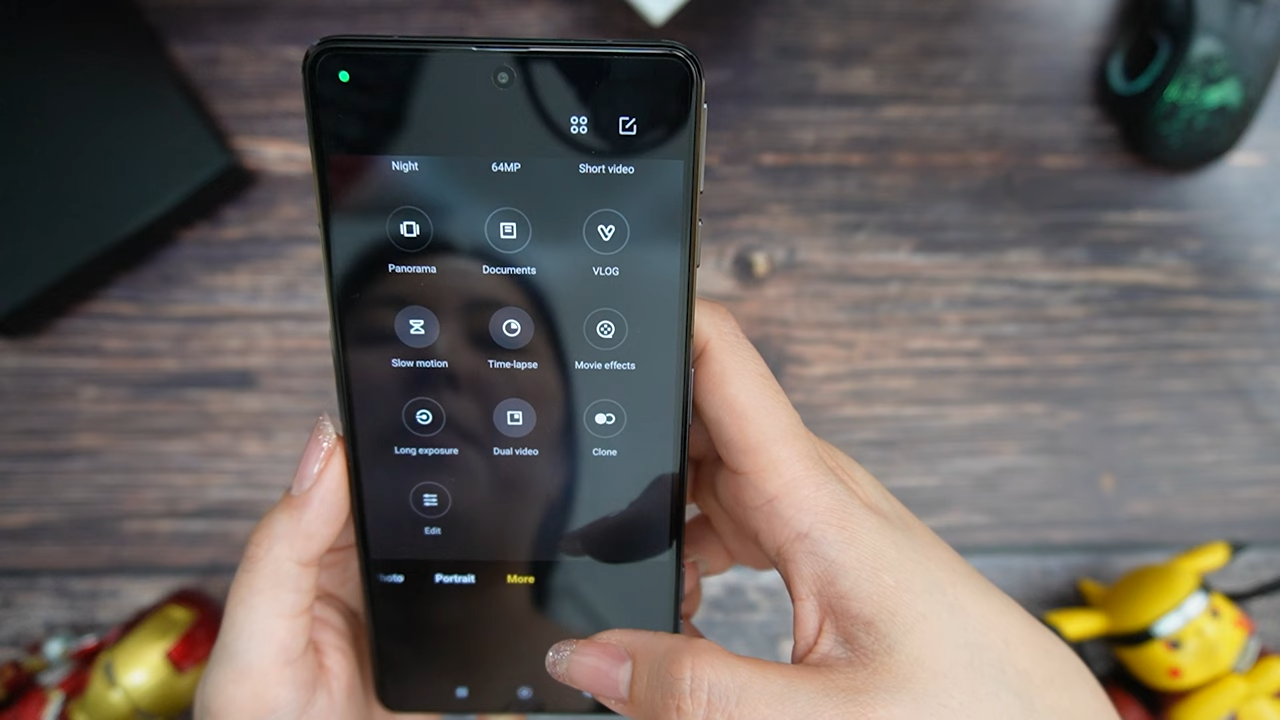 Night 64MP Short video
Panorama Documents VLOG
Slow motion Time-lapse Movie effects
Long exposure Dual video Clone
Edit
hoto Portrait More